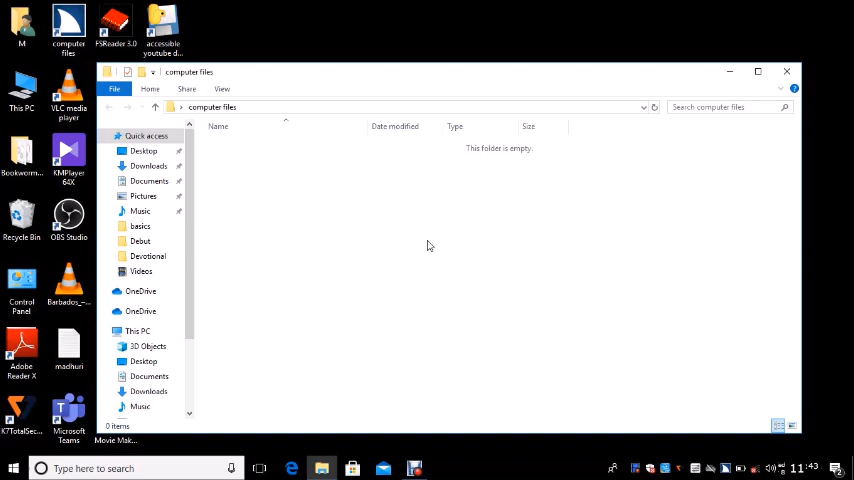 M
computer
files
FSReader 3.0
accessible
youtube d...
This PC
VLC media
player
Bookworm...
KMPlayer
64X
Recycle Bin
OBS Studio
Control
Panel
Barbados_–...
Adobe
Reader X
madhuri
K7TotalSec...
Microsoft
Teams
Movie Mak...
computer files
File
Home
Share
View
computer files
Search computer files
Name
Date modified
Type
Size
This folder is empty.
Quick access
Desktop
Downloads
Documents
Pictures
Music
basics
Debut
Devotional
Videos
OneDrive
OneDrive
This PC
3D Objects
Desktop
Documents
Downloads
Music
0 items
Type here to search
11:43
2